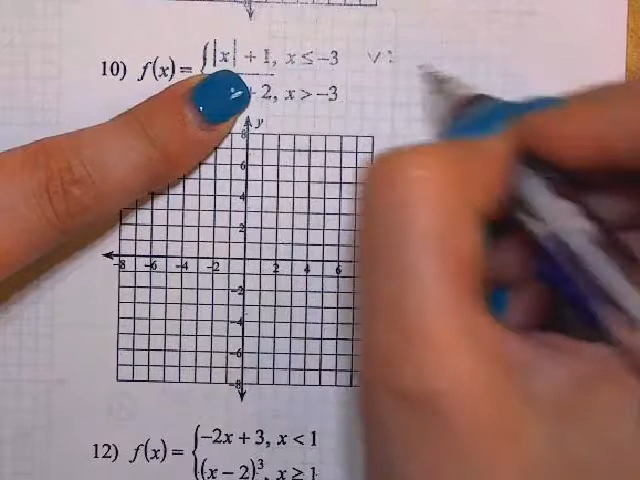 10) f(x) = { |x| + 1, x ≤ -3 v:
+ 2, x > -3
y
8
6
4
2
-8 -6 -4 -2 2 4 6
-2
-4
-6
-8
12) f(x) = { -2x + 3, x < 1
(x - 2)³, x ≥ 1